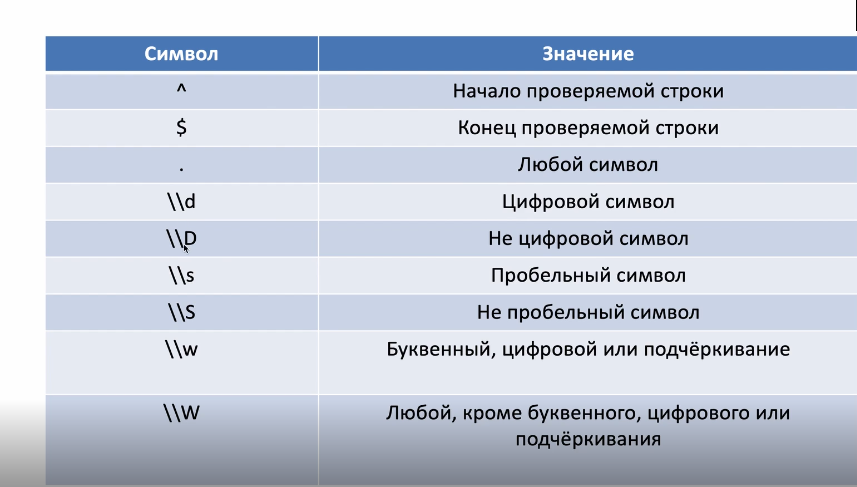 Символ Значение
^ Начало проверяемой строки
$ Конец проверяемой строки
. Любой символ
\\d Цифровой символ
\\D Не цифровой символ
\\s Пробельный символ
\\S Не пробельный символ
\\w Буквенный, цифровой или подчёркивание
\\W Любой, кроме буквенного, цифрового или
подчёркивания